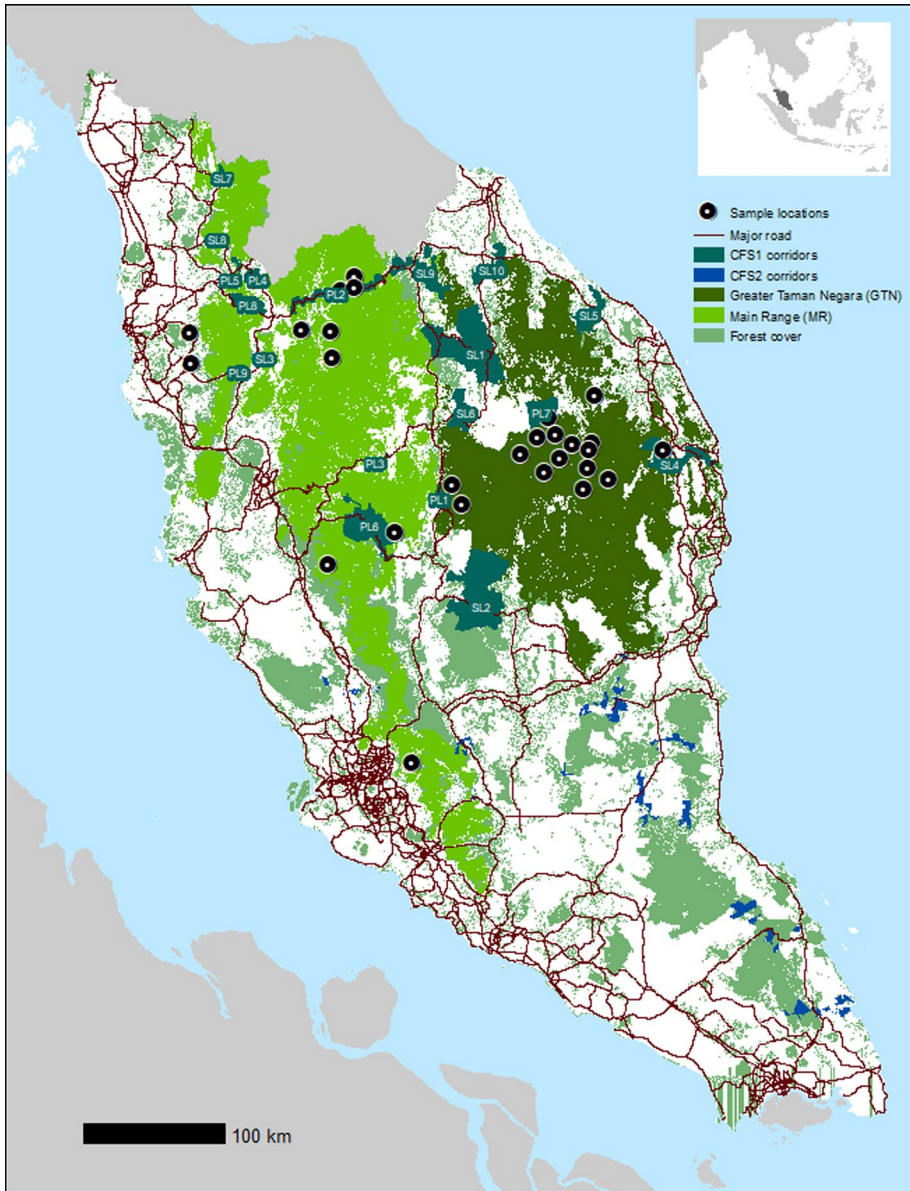 Sample locations
Major road
CFS1 corridors
CFS2 corridors
Greater Taman Negara (GTN)
Main Range (MR)
Forest cover
SL7
SL8
PL5
PL4
PL8
PL2
SL9
SL10
SL5
SL1
SL3
PL9
SL6
PL7
PL3
SL4
PL1
PL6
SL2
100 km